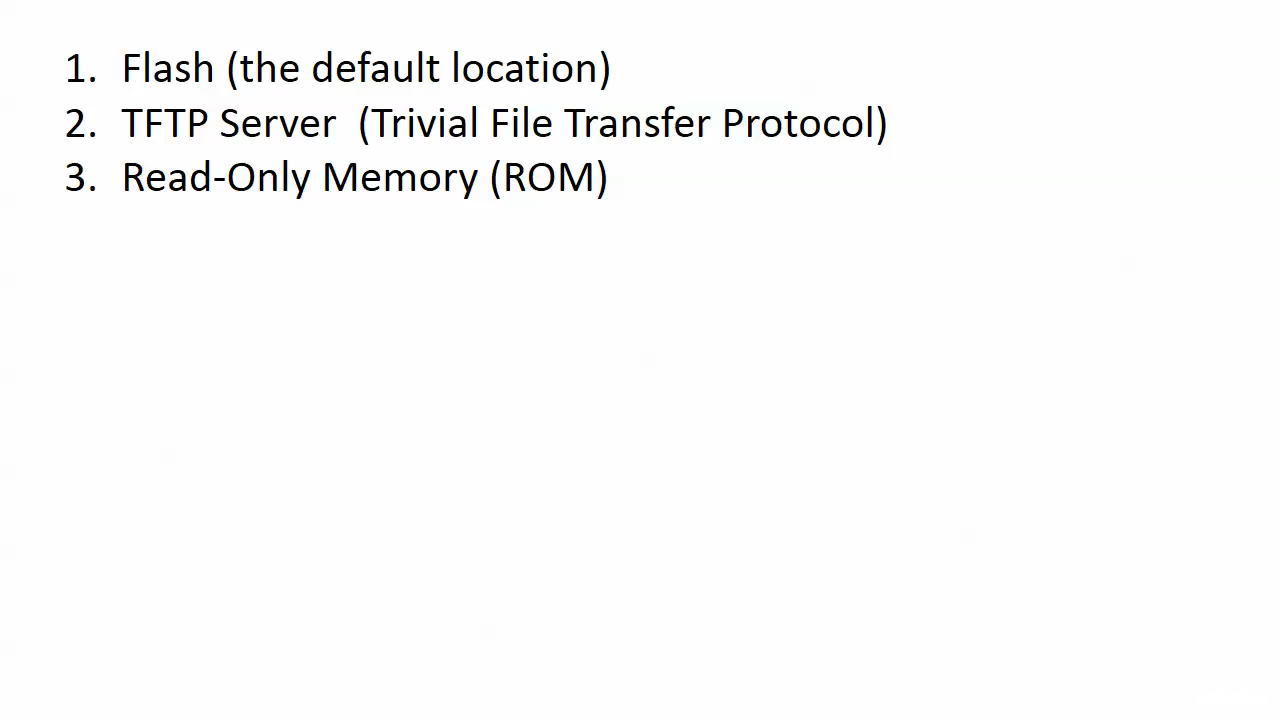 1. Flash (the default location)
2. TFTP Server (Trivial File Transfer Protocol)
3. Read-Only Memory (ROM)